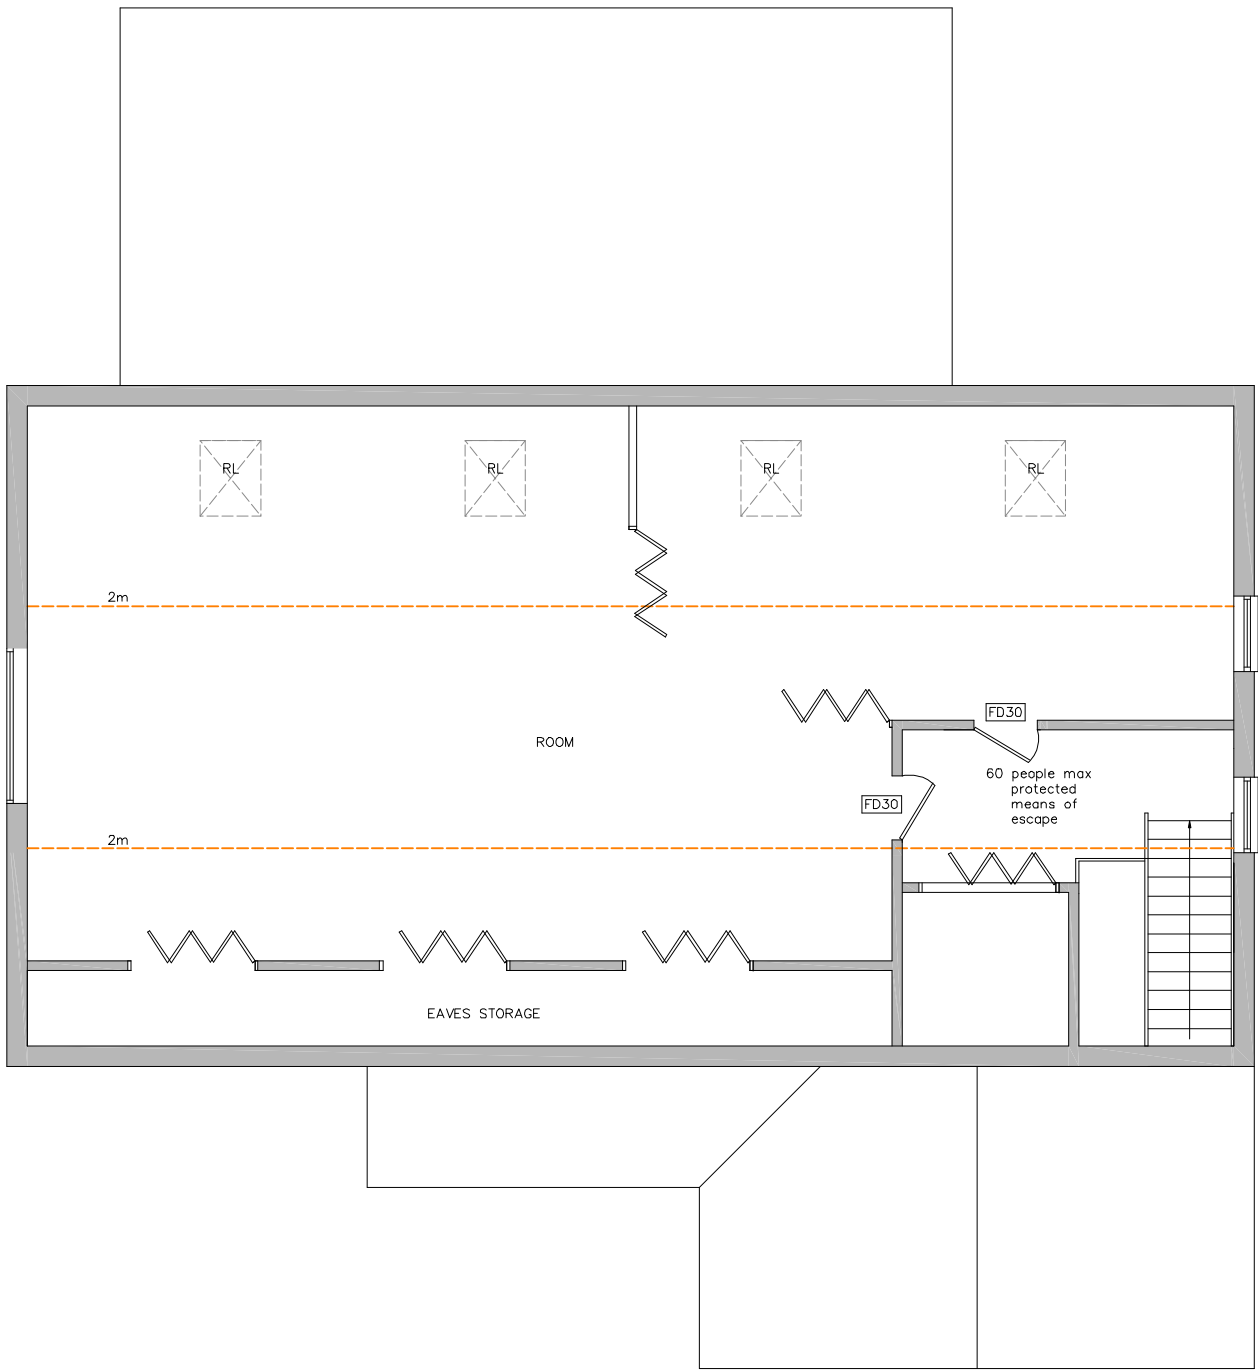 RL
RL
RL
RL
2m
FD30
ROOM
60 people max
protected
means of
escape
FD30
2m
EAVES STORAGE